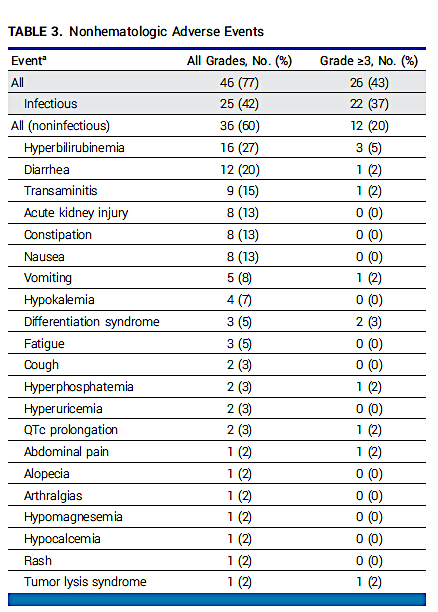 TABLE 3. Nonhematologic Adverse Events
Eventᵃ All Grades, No. (%) Grade ≥3, No. (%)
All 46 (77) 26 (43)
Infectious 25 (42) 22 (37)
All (noninfectious) 36 (60) 12 (20)
Hyperbilirubinemia 16 (27) 3 (5)
Diarrhea 12 (20) 1 (2)
Transaminitis 9 (15) 1 (2)
Acute kidney injury 8 (13) 0 (0)
Constipation 8 (13) 0 (0)
Nausea 8 (13) 0 (0)
Vomiting 5 (8) 1 (2)
Hypokalemia 4 (7) 0 (0)
Differentiation syndrome 3 (5) 2 (3)
Fatigue 3 (5) 0 (0)
Cough 2 (3) 0 (0)
Hyperphosphatemia 2 (3) 1 (2)
Hyperuricemia 2 (3) 0 (0)
QTc prolongation 2 (3) 1 (2)
Abdominal pain 1 (2) 1 (2)
Alopecia 1 (2) 0 (0)
Arthralgias 1 (2) 0 (0)
Hypomagnesemia 1 (2) 0 (0)
Hypocalcemia 1 (2) 0 (0)
Rash 1 (2) 0 (0)
Tumor lysis syndrome 1 (2) 1 (2)